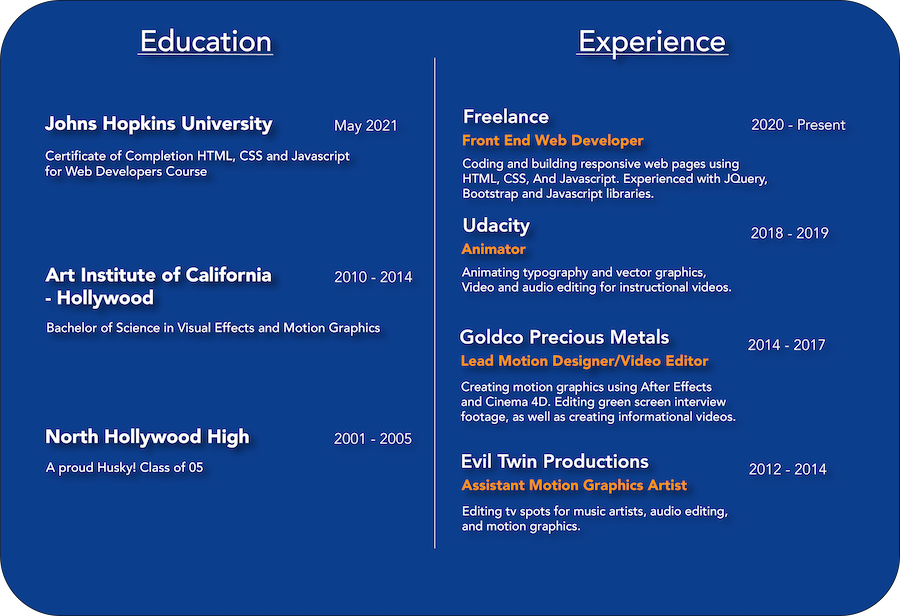 Education
Johns Hopkins University
May 2021
Certificate of Completion HTML, CSS and Javascript
for Web Developers Course
Art Institute of California
- Hollywood
2010 - 2014
Bachelor of Science in Visual Effects and Motion Graphics
North Hollywood High
2001 - 2005
A proud Husky! Class of 05
Experience
Freelance
2020 - Present
Front End Web Developer
Coding and building responsive web pages using
HTML, CSS, And Javascript. Experienced with JQuery,
Bootstrap and Javascript libraries.
Udacity
2018 - 2019
Animator
Animating typography and vector graphics,
Video and audio editing for instructional videos.
Goldco Precious Metals
2014 - 2017
Lead Motion Designer/Video Editor
Creating motion graphics using After Effects
and Cinema 4D. Editing green screen interview
footage, as well as creating informational videos.
Evil Twin Productions
2012 - 2014
Assistant Motion Graphics Artist
Editing tv spots for music artists, audio editing,
and motion graphics.